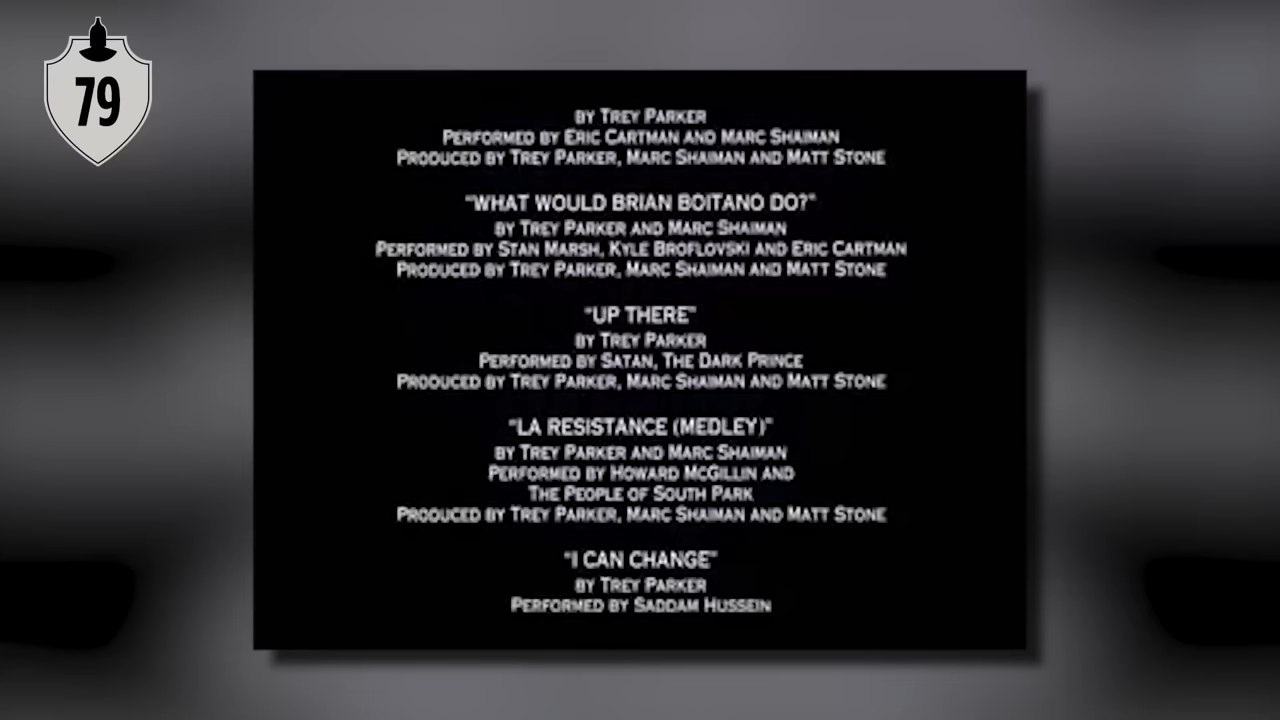 79
BY TREY PARKER
PERFORMED BY ERIC CARTMAN AND MARC SHAIMAN
PRODUCED BY TREY PARKER, MARC SHAIMAN AND MATT STONE
"WHAT WOULD BRIAN BOITANO DO?"
BY TREY PARKER AND MARC SHAIMAN
PERFORMED BY STAN MARSH, KYLE BROFLOVSKI AND ERIC CARTMAN
PRODUCED BY TREY PARKER, MARC SHAIMAN AND MATT STONE
"UP THERE"
BY TREY PARKER
PERFORMED BY SATAN, THE DARK PRINCE
PRODUCED BY TREY PARKER, MARC SHAIMAN AND MATT STONE
"LA RESISTANCE (MEDLEY)"
BY TREY PARKER AND MARC SHAIMAN
PERFORMED BY HOWARD MCGILLIN AND
THE PEOPLE OF SOUTH PARK
PRODUCED BY TREY PARKER, MARC SHAIMAN AND MATT STONE
"I CAN CHANGE"
BY TREY PARKER
PERFORMED BY SADDAM HUSSEIN